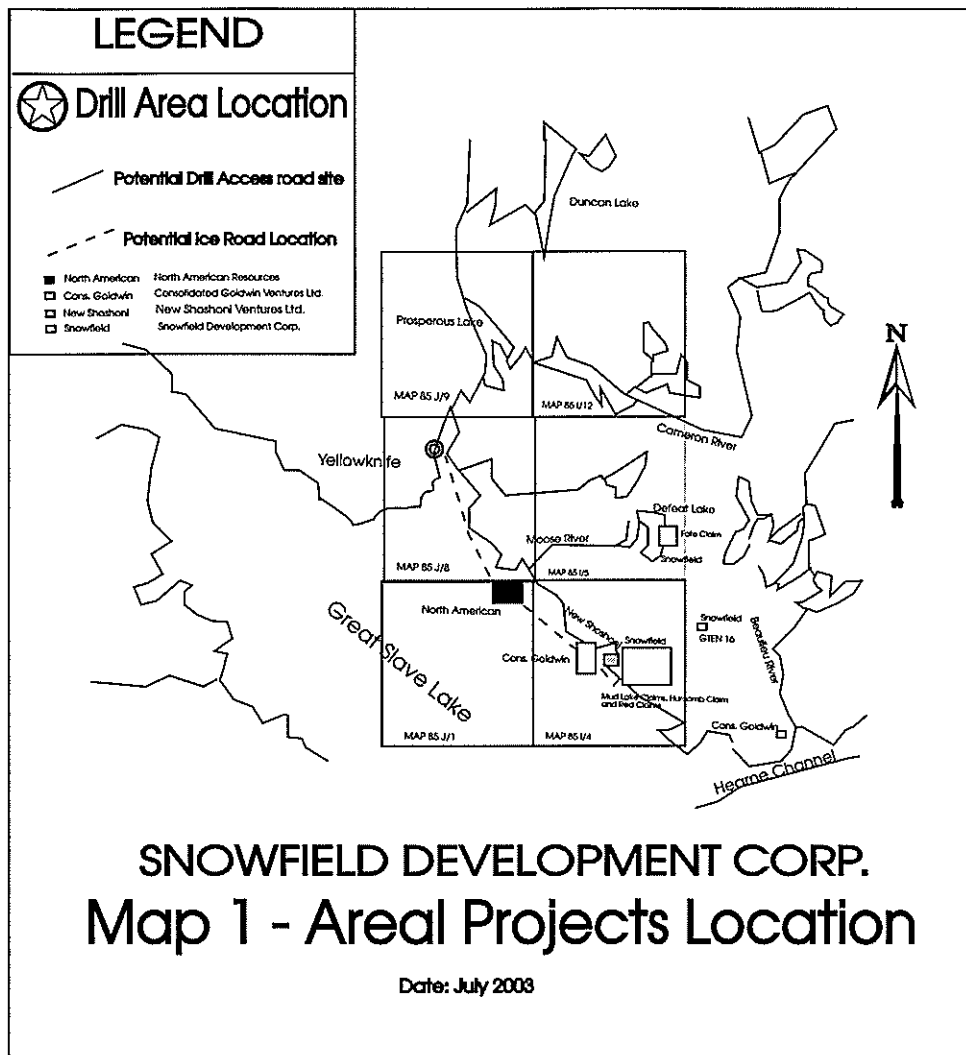 LEGEND
Drill Area Location
Potential Drill Access road site
Potential Ice Road Location
North American North American Resources
Cons. Goldwin Consolidated Goldwin Ventures Ltd.
New Shoshoni New Shoshoni Ventures Ltd.
Snowfield Snowfield Development Corp.
Duncan Lake
Prosperous Lake
MAP 85 J/9
MAP 85 I/12
N
Cameron River
Yellowknife
Defeat Lake
Fate Claim
Moose River
Snowfield
MAP 85 J/8
MAP 85 I/5
North American
Great Slave Lake
New Shoshoni
Snowfield
Snowfield
GTEN 16
Beaulieu River
Cons. Goldwin
Mud Lake Claims, Hurcomb Claim
and Red Claims
Cons. Goldwin
MAP 85 J/1
MAP 85 I/4
Hearne Channel
SNOWFIELD DEVELOPMENT CORP.
Map 1 - Areal Projects Location
Date: July 2003